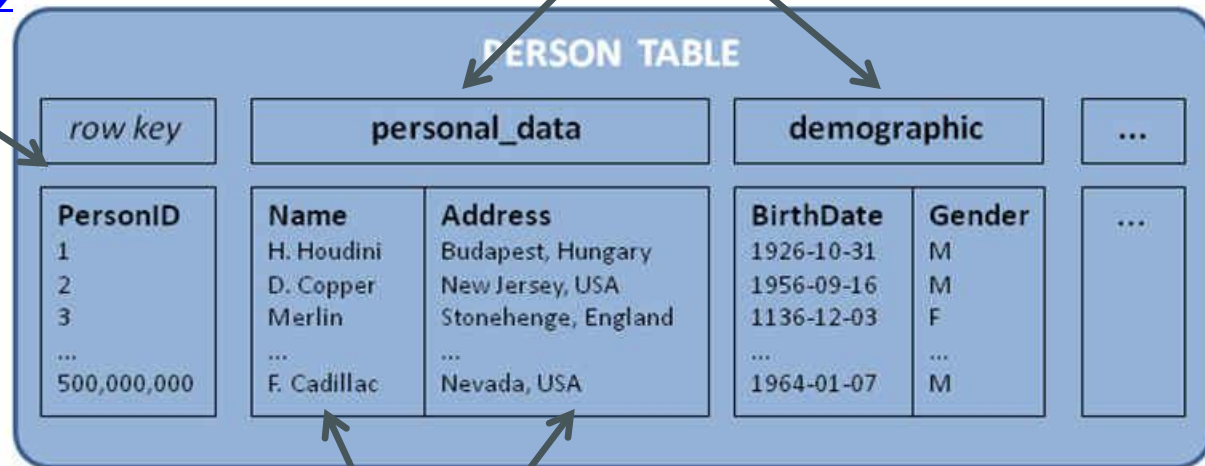 PERSON TABLE
row key personal_data demographic ...
PersonID Name Address BirthDate Gender ...
1 H. Houdini Budapest, Hungary 1926-10-31 M
2 D. Copper New Jersey, USA 1956-09-16 M
3 Merlin Stonehenge, England 1136-12-03 F
... ... ... ... ...
500,000,000 F. Cadillac Nevada, USA 1964-01-07 M